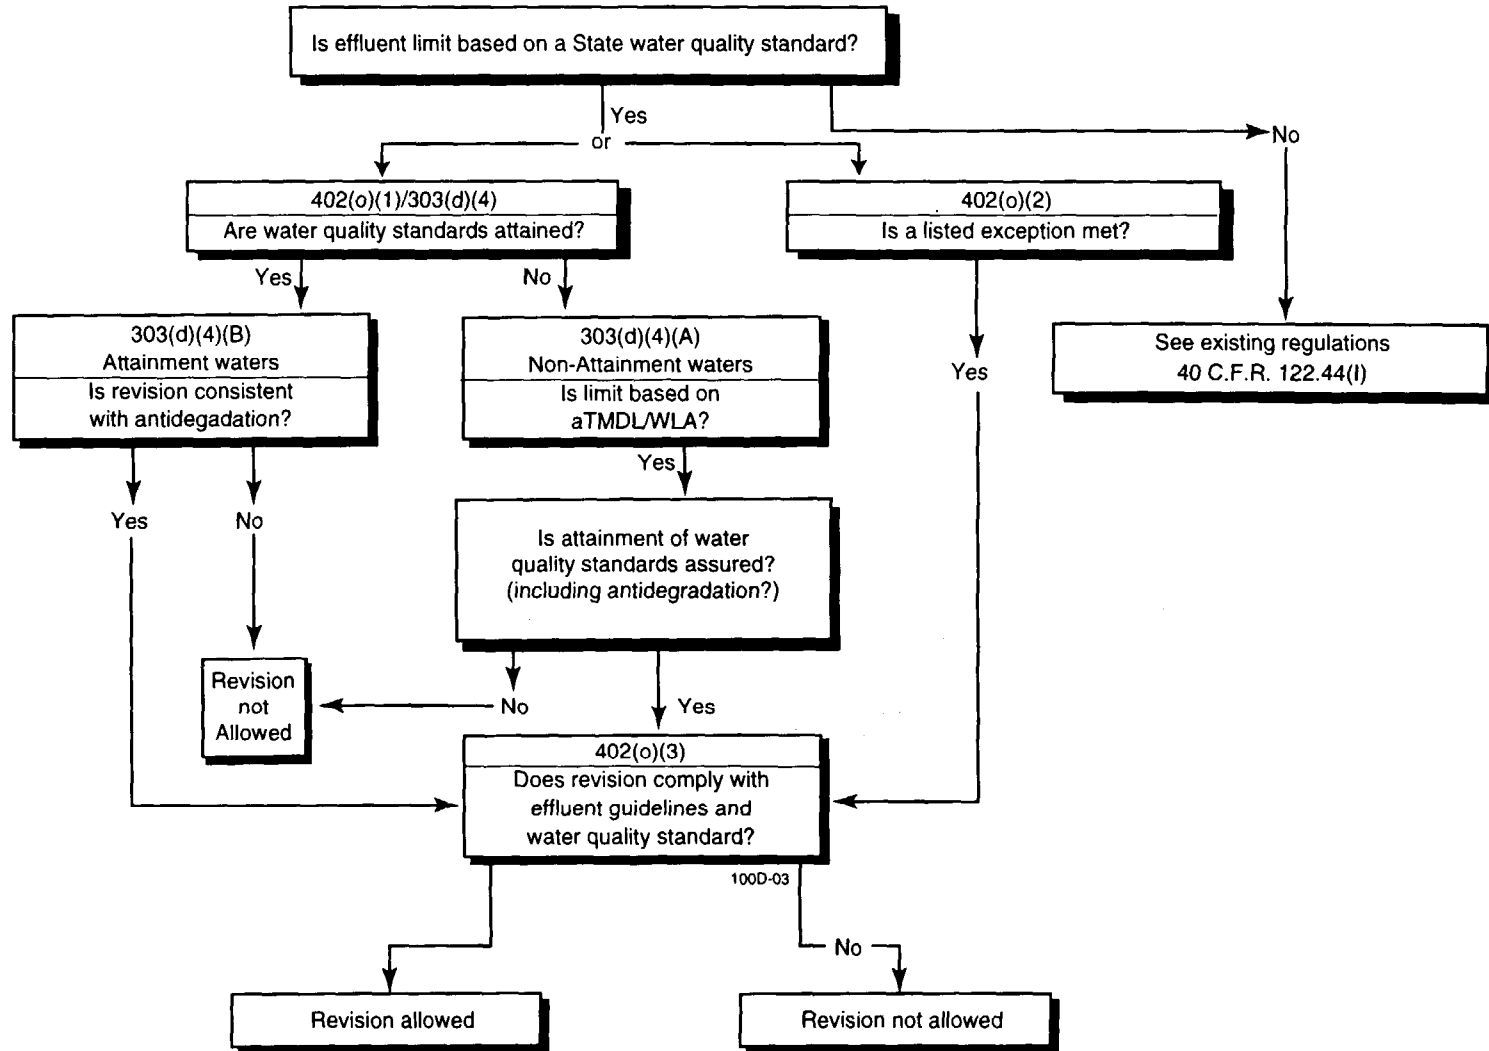 Is effluent limit based on a State water quality standard?
Yes
or
No
402(o)(1)/303(d)(4)
Are water quality standards attained?
402(o)(2)
Is a listed exception met?
Yes
No
303(d)(4)(B)
Attainment waters
Is revision consistent
with antidegadation?
303(d)(4)(A)
Non-Attainment waters
Is limit based on
aTMDL/WLA?
See existing regulations
40 C.F.R. 122.44(l)
Yes
Yes
Yes
No
Is attainment of water
quality standards assured?
(including antidegradation?)
Revision
not
Allowed
No
Yes
402(o)(3)
Does revision comply with
effluent guidelines and
water quality standard?
100D-03
No
Revision allowed
Revision not allowed